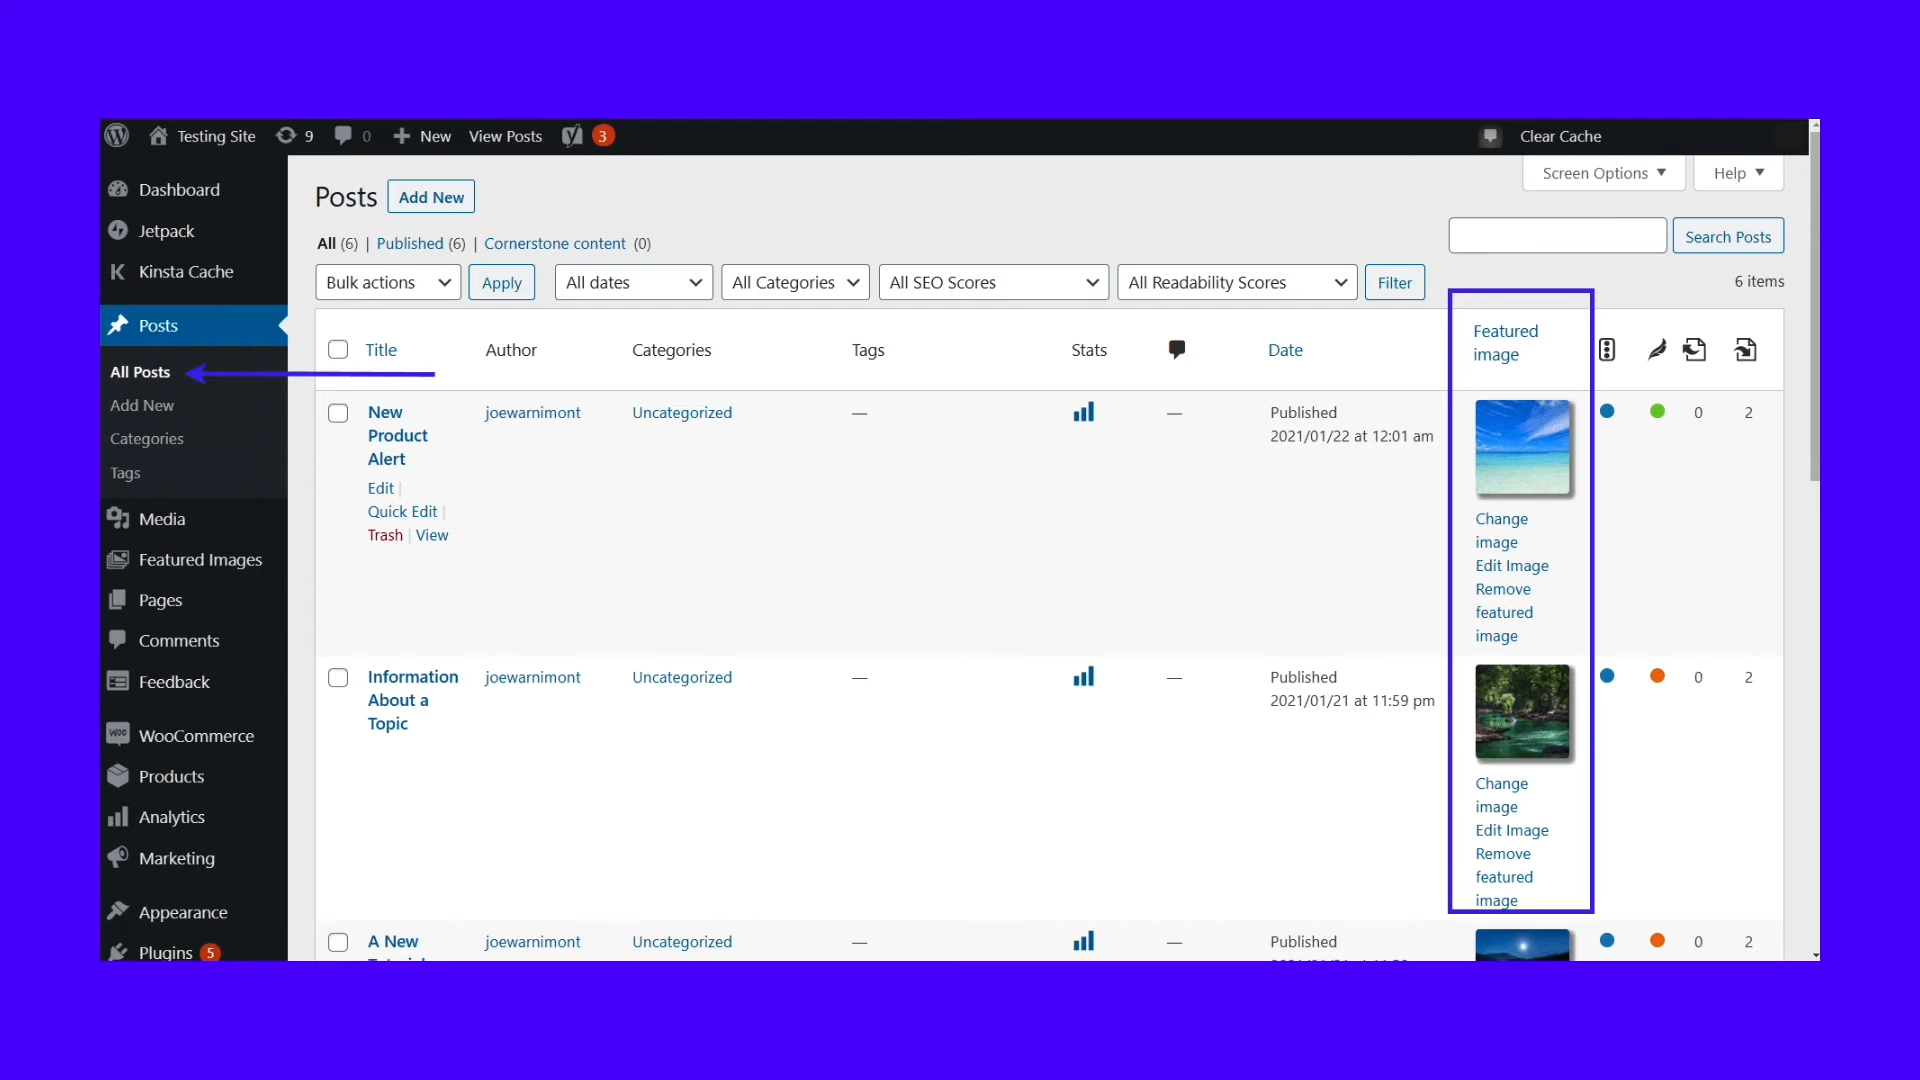 Testing Site 9 0 New View Posts 3 Clear Cache
Screen Options Help
Dashboard
Jetpack
Kinsta Cache
Posts
All Posts
Add New
Categories
Tags
Media
Featured Images
Pages
Comments
Feedback
WOO WooCommerce
Products
Analytics
Marketing
Appearance
Plugins 5
Posts Add New
All (6) | Published (6) | Cornerstone content (0)
Search Posts
Bulk actions Apply All dates All Categories All SEO Scores All Readability Scores Filter
6 items
Title Author Categories Tags Stats Date Featured
image
New joewarnimont Uncategorized — — Published 0 2
Product 2021/01/22 at 12:01 am
Alert
Edit |
Quick Edit |
Trash | View
Change
image
Edit Image
Remove
featured
image
Information joewarnimont Uncategorized — — Published 0 2
About a 2021/01/21 at 11:59 pm
Topic
Change
image
Edit Image
Remove
featured
image
A New joewarnimont Uncategorized — — Published 0 2